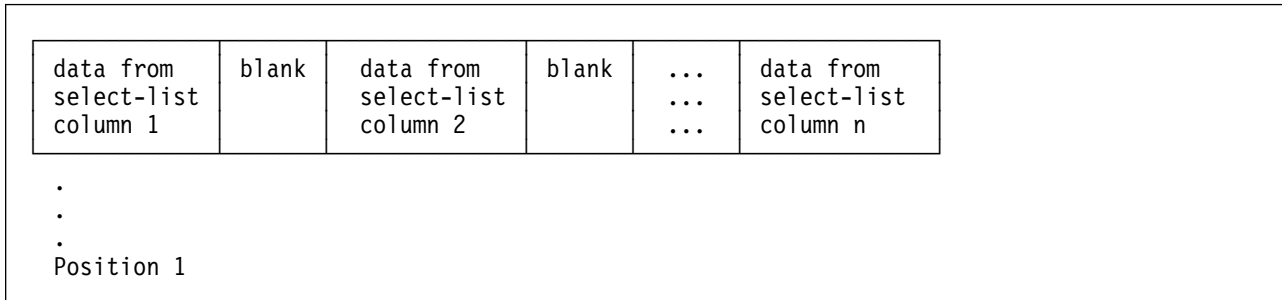 data from blank data from blank ... data from
select-list select-list ... select-list
column 1 column 2 ... column n
.
.
.
Position 1